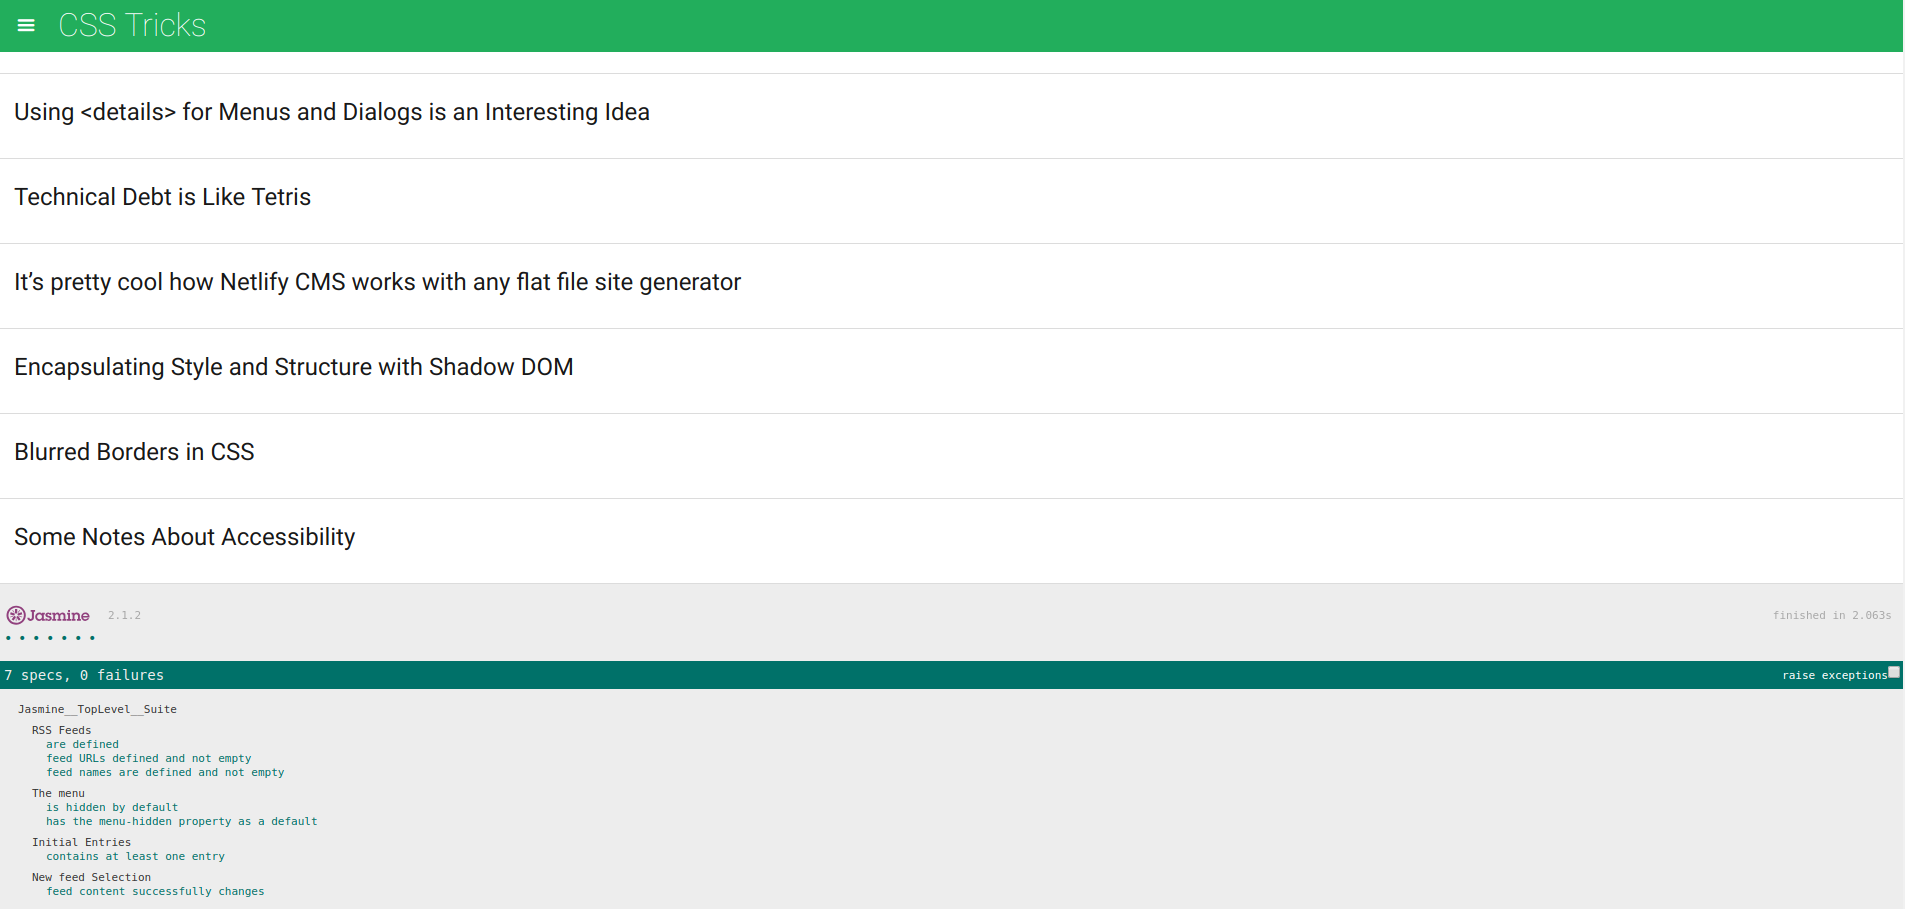 CSS Tricks
Using <details> for Menus and Dialogs is an Interesting Idea
Technical Debt is Like Tetris
It’s pretty cool how Netlify CMS works with any flat file site generator
Encapsulating Style and Structure with Shadow DOM
Blurred Borders in CSS
Some Notes About Accessibility
Jasmine 2.1.2 finished in 2.063s
7 specs, 0 failures raise exceptions
Jasmine__TopLevel__Suite
RSS Feeds
are defined
feed URLs defined and not empty
feed names are defined and not empty
The menu
is hidden by default
has the menu-hidden property as a default
Initial Entries
contains at least one entry
New feed Selection
feed content successfully changes